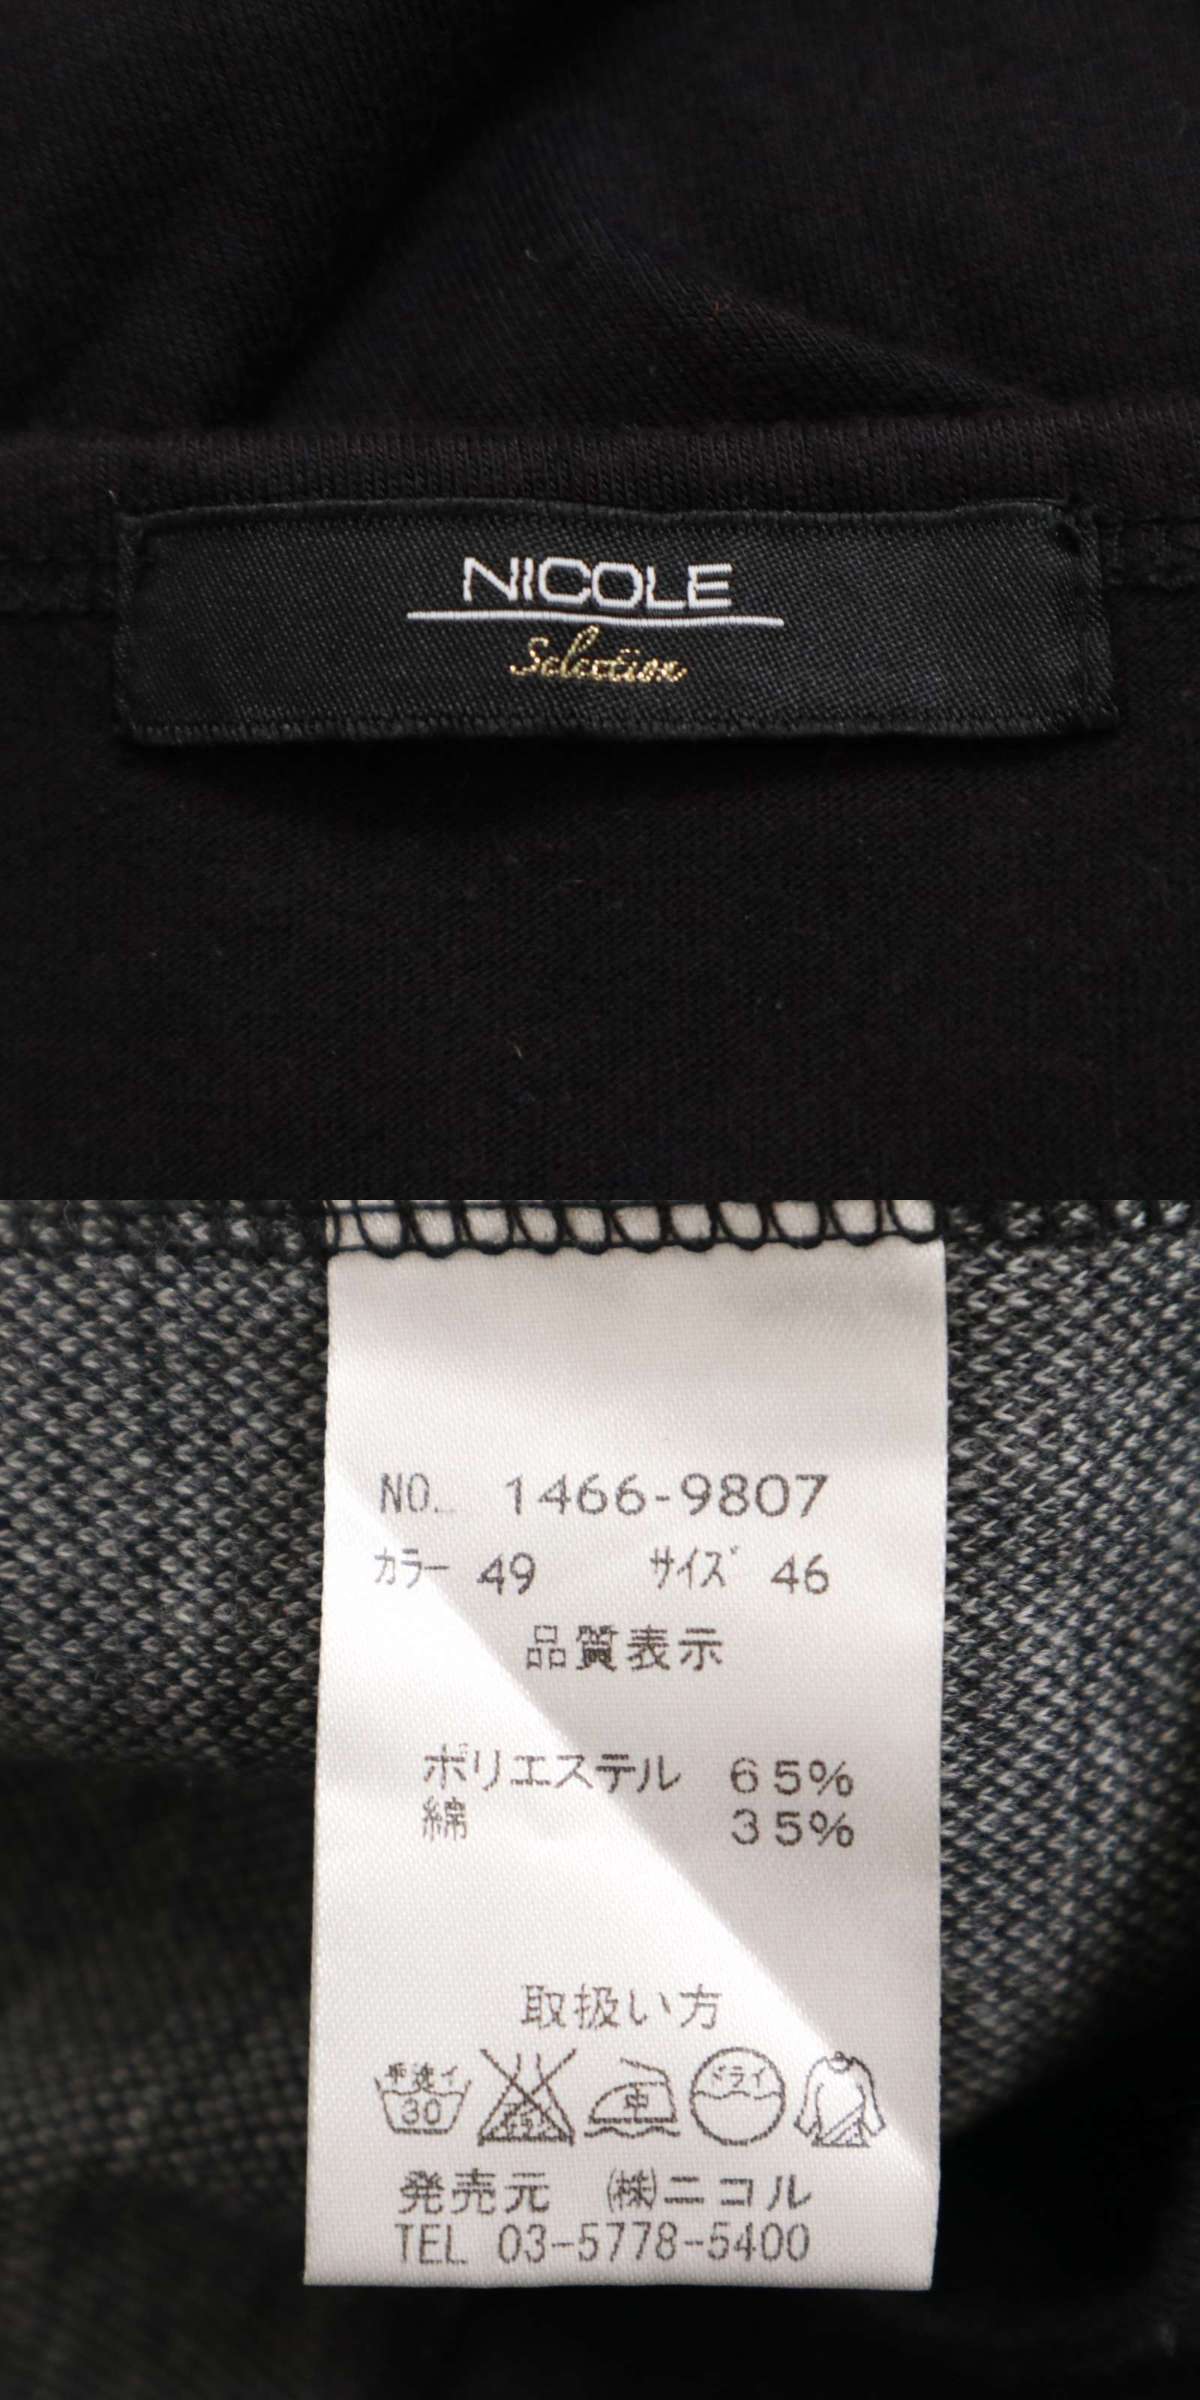 NICOLE
Selection
NO. 1466-9807
カラー 49 サイズ 46
品質表示
ポリエステル 65%
綿 35%
取扱い方
手洗イ
30
中
ドライ
発売元 ㈱ニコル
TEL 03-5778-5400